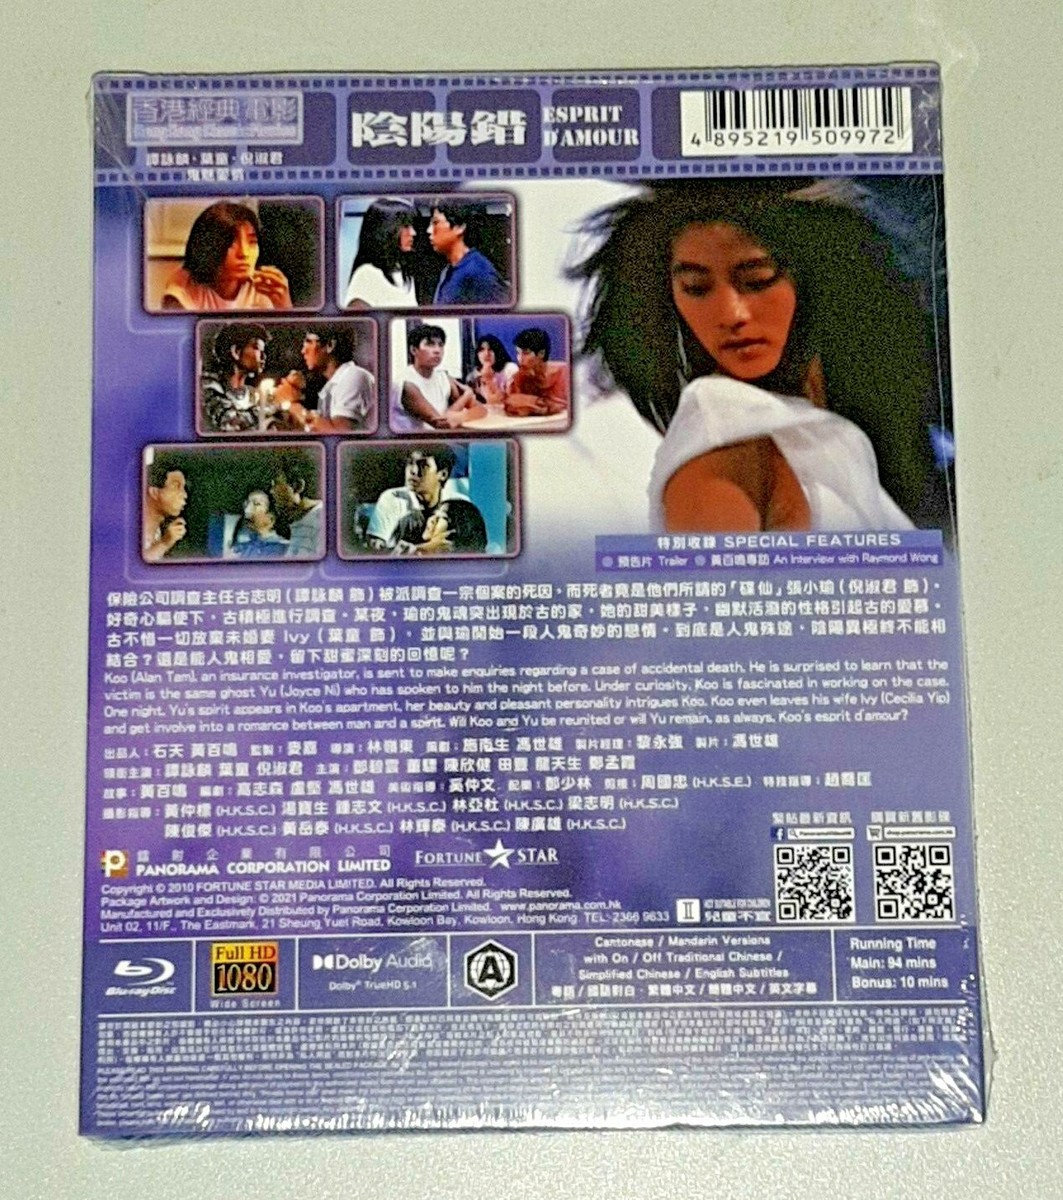 香港經典電影
陰陽錯
ESPRIT
D'AMOUR
4 895219 509972
譚詠麟 · 葉童 · 倪淑君
特別收錄 SPECIAL FEATURES
預告片 Trailer 黃百鳴專訪 An Interview with Raymond Wong
保險公司調查主任古志明(譚詠麟 飾)被派調查一宗個案的死因，而死者竟是他們所請的「碟仙」張小瑜(倪淑君 飾)。
好奇心驅使下，古積極進行調查。某夜，瑜的鬼魂突出現於古的家，她的甜美樣子，幽默活潑的性格引起古的愛慕。
古不惜一切放棄未婚妻 Ivy (葉童 飾)，並與瑜開始一段人鬼奇妙的戀情。到底是人鬼殊途，陰陽異極終不能相
結合？還是能人鬼相愛，留下甜蜜深刻的回憶呢？
Koo (Alan Tam), an insurance investigator, is sent to make enquiries regarding a case of accidental death. He is surprised to learn that the
victim is the same ghost Yu (Joyce Ni) who has spoken to him the night before. Under curiosity, Koo is fascinated in working on the case.
One night, Yu's spirit appears in Koo's apartment, her beauty and pleasant personality intrigues Koo. Koo even leaves his wife Ivy (Cecilia Yip)
and get involve into a romance between man and a spirit. Will Koo and Yu be reunited or will Yu remain, as always, Koo's esprit d'amour?
出品人：石天 黃百鳴 監製：麥嘉 導演：林嶺東 策劃：施南生 馮世雄 製片經理：黎永強 製片：馮世雄
領銜主演：譚詠麟 葉童 倪淑君 主演：鄧碧雲 董驃 陳欣健 田豐 龍天生 鄭孟霞
故事：黃百鳴 編劇：高志森 盧堅 馮世雄 美術指導：奚仲文 配樂：鄧少林 剪接：周國忠 (H.K.S.E.) 特技指導：趙喬匡
攝影指導：黃仲標 (H.K.S.C.) 湯寶生 鍾志文 (H.K.S.C.) 林亞杜 (H.K.S.C.) 梁志明 (H.K.S.C.)
陳俊傑 (H.K.S.C.) 黃岳泰 (H.K.S.C.) 林輝泰 (H.K.S.C.) 陳廣雄 (H.K.S.C.)
緊貼最新資訊
購買新舊影碟
shop.panorama.com.hk
鐳射企業有限公司
PANORAMA CORPORATION LIMITED
FORTUNE STAR
Copyright © 2010 FORTUNE STAR MEDIA LIMITED. All Rights Reserved.
Package Artwork and Design: © 2021 Panorama Corporation Limited. All Rights Reserved.
Manufactured and Exclusively Distributed by Panorama Corporation Limited. www.panorama.com.hk
Unit 02, 11/F., The Eastmark, 21 Sheung Yuet Road, Kowloon Bay, Kowloon, Hong Kong. TEL: 2366 9633
II
NOT SUITABLE FOR CHILDREN
兒童不宜
Blu-ray Disc
Full HD
1080
Wide Screen
Dolby Audio
Dolby TrueHD 5.1
A
Cantonese / Mandarin Versions
with On / Off Traditional Chinese /
Simplified Chinese / English Subtitles
粵語 / 國語對白 · 繁體中文 / 簡體中文 / 英文字幕
Running Time
Main: 94 mins
Bonus: 10 mins